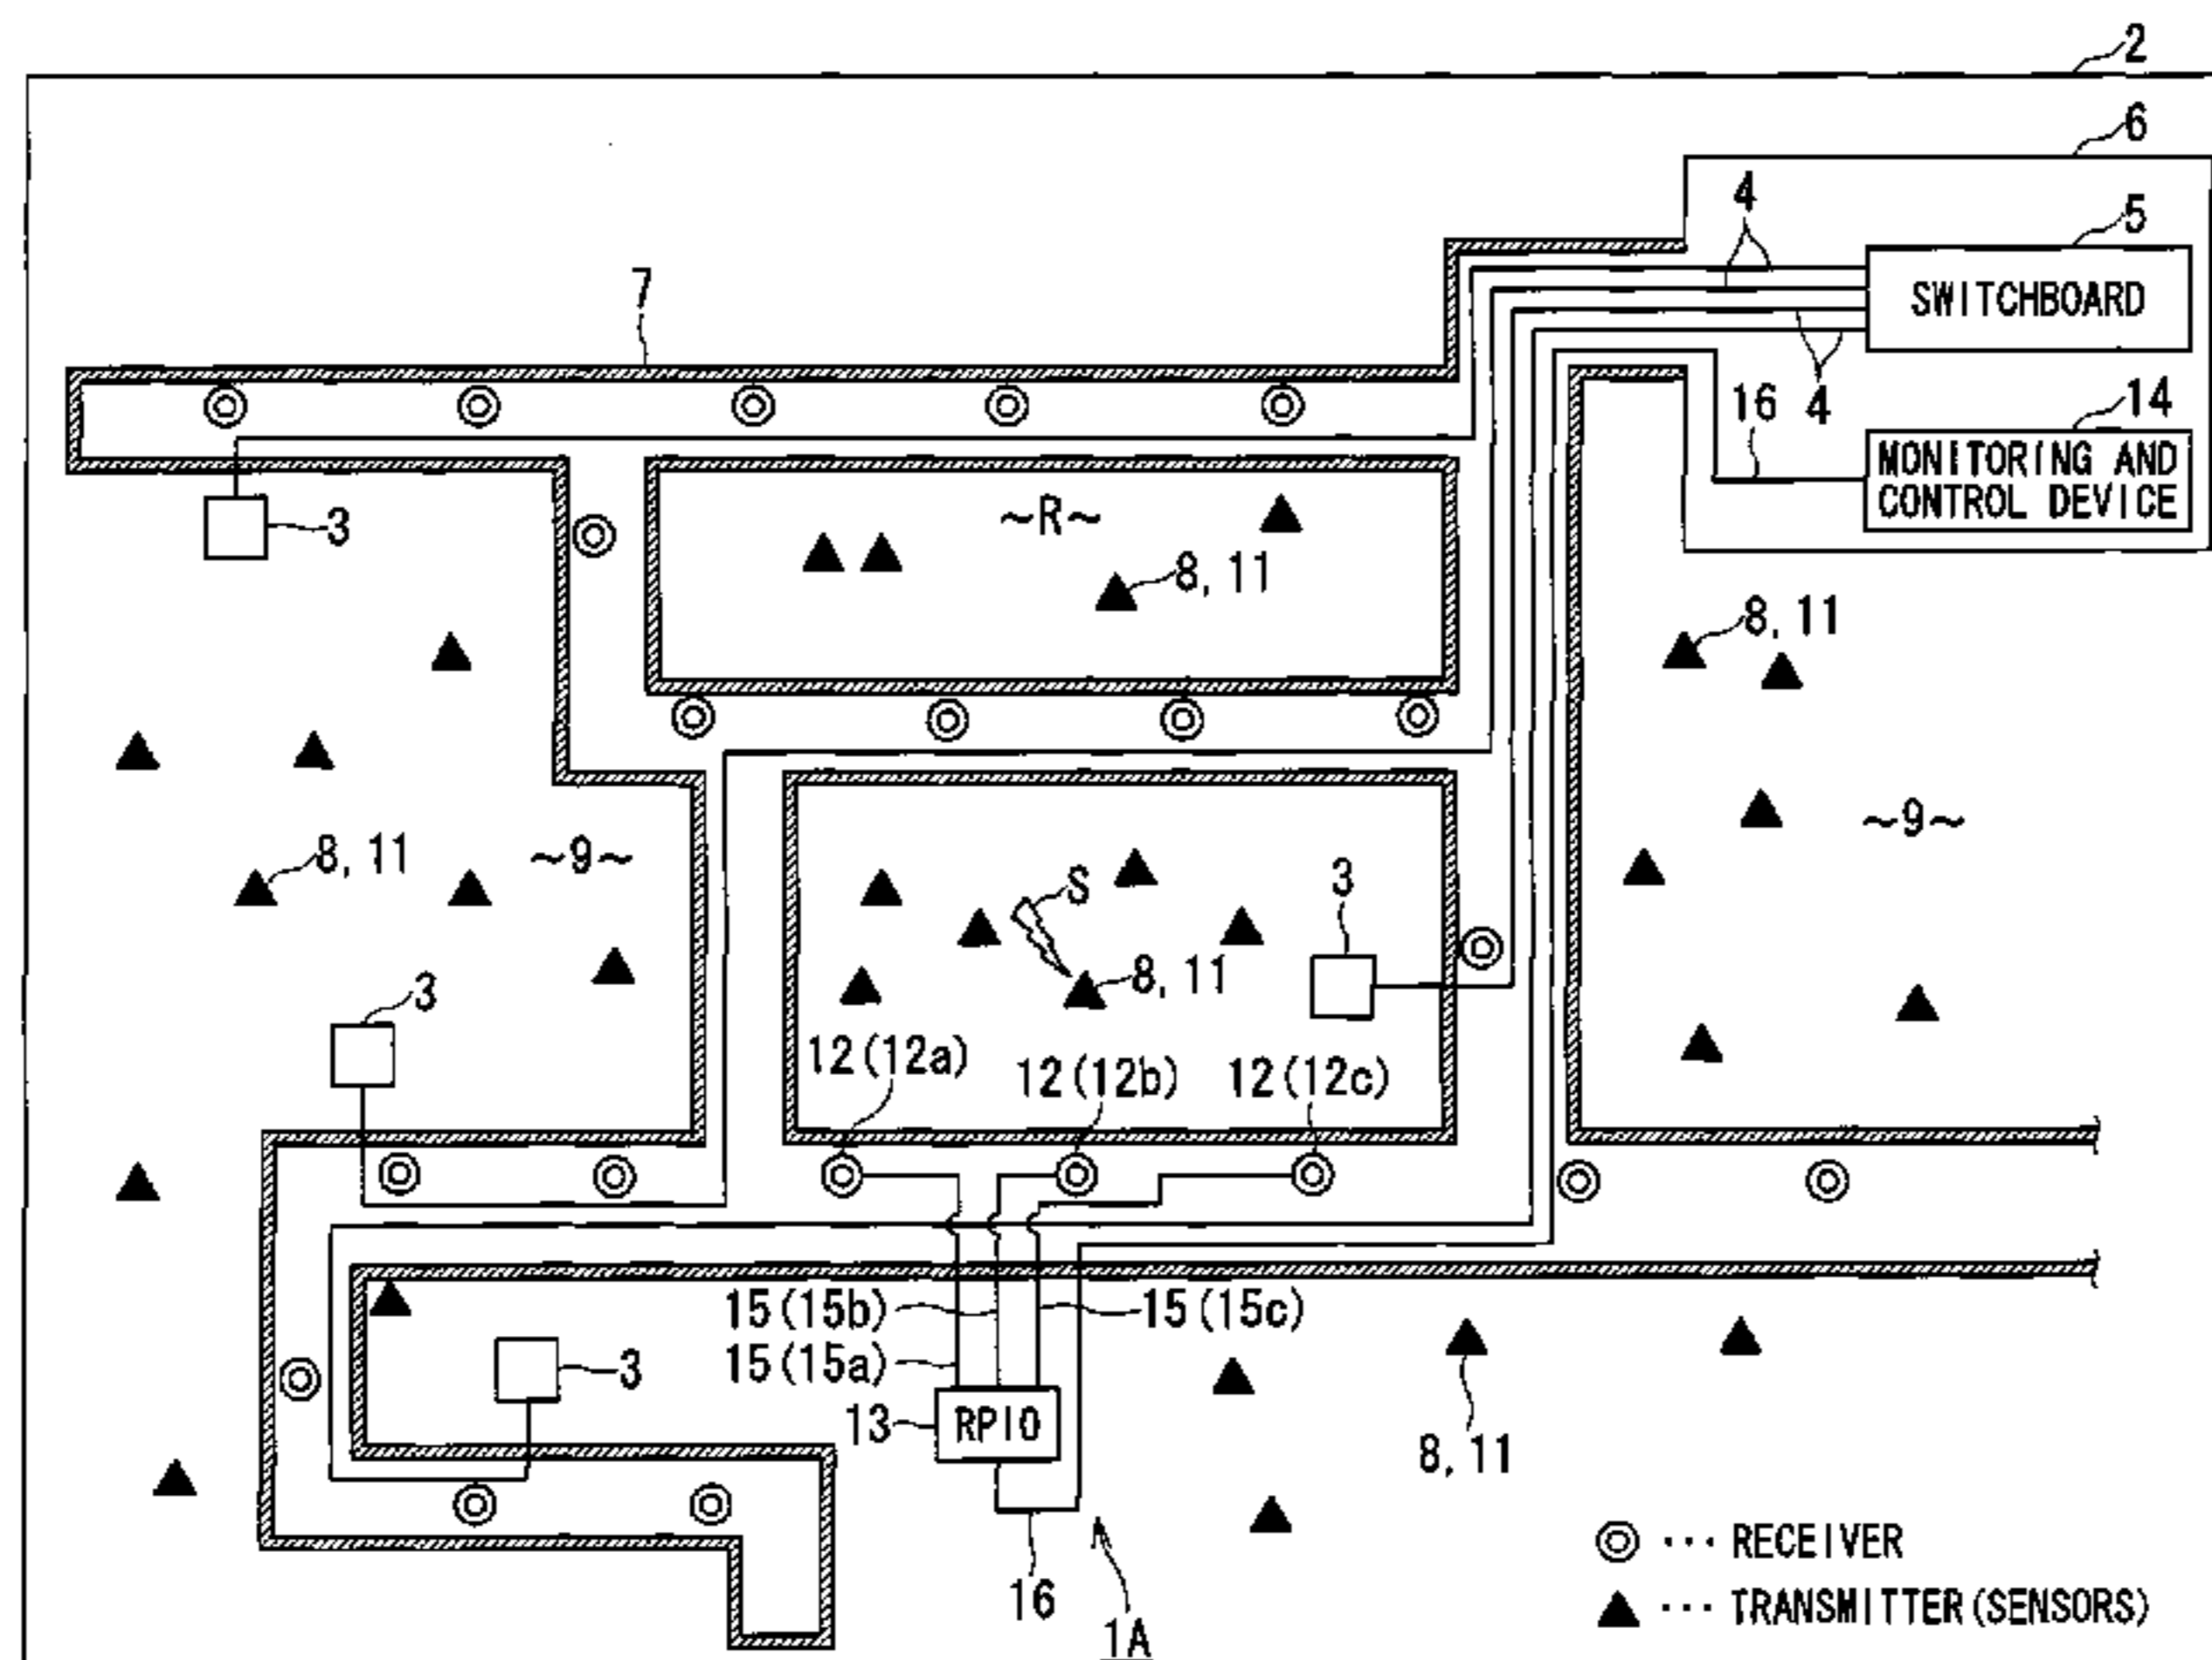 2
6
4
5
SWITCHBOARD
7
16 4
14
MONITORING AND
CONTROL DEVICE
3
~R~
8, 11
8, 11
~9~
8, 11
~9~
S
3
8, 11
3
12(12a)
12(12b)
12(12c)
15(15b)
15(15c)
15(15a)
3
13
RPIO
8, 11
16
1A
RECEIVER
TRANSMITTER(SENSORS)